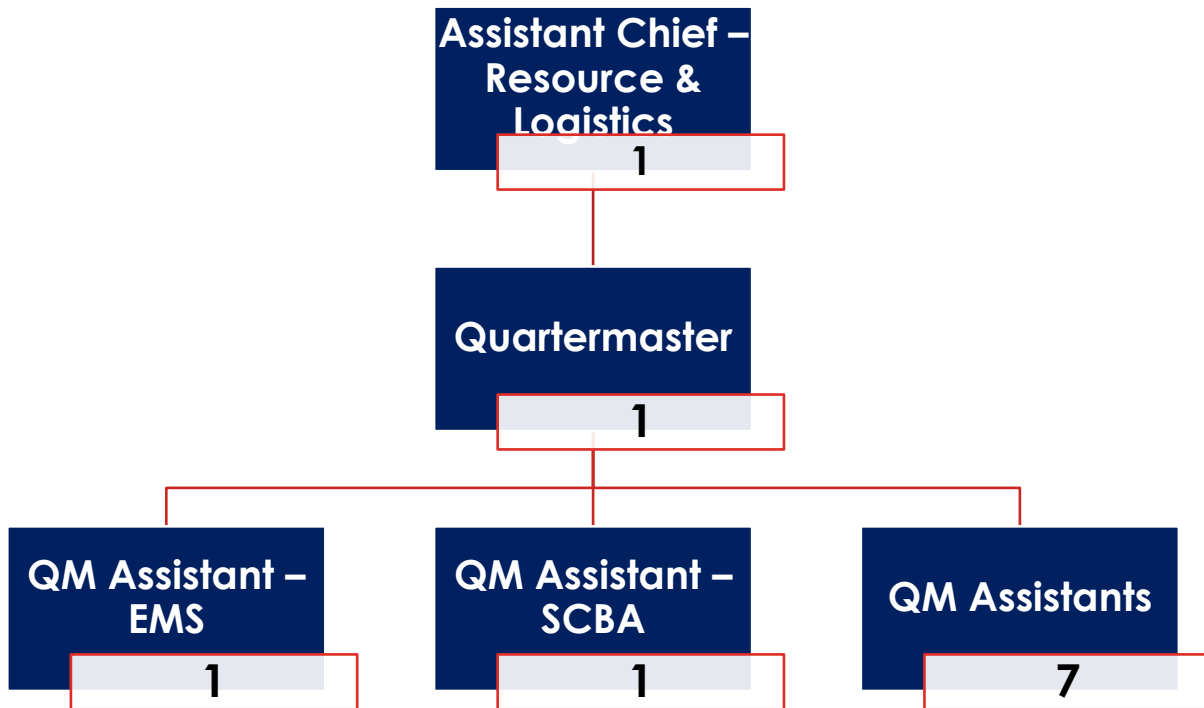 Assistant Chief –
Resource &
Logistics
1
Quartermaster
1
QM Assistant –
EMS
1
QM Assistant –
SCBA
1
QM Assistants
7